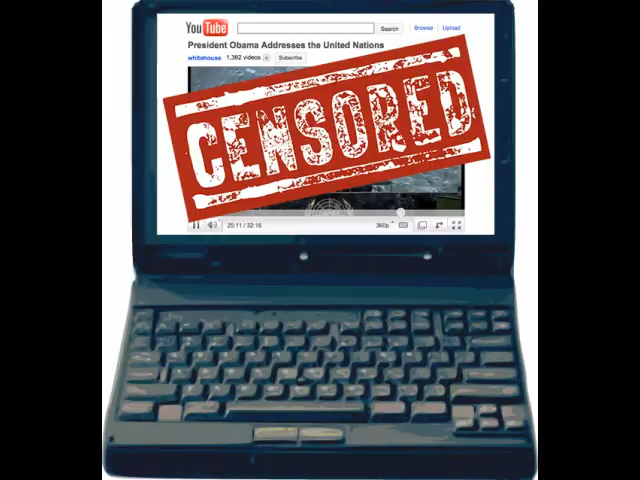 YouTube Search Browse Upload
President Obama Addresses the United Nations
whitehouse 1,362 videos Subscribe
CENSORED
25:11 / 32:16 360p